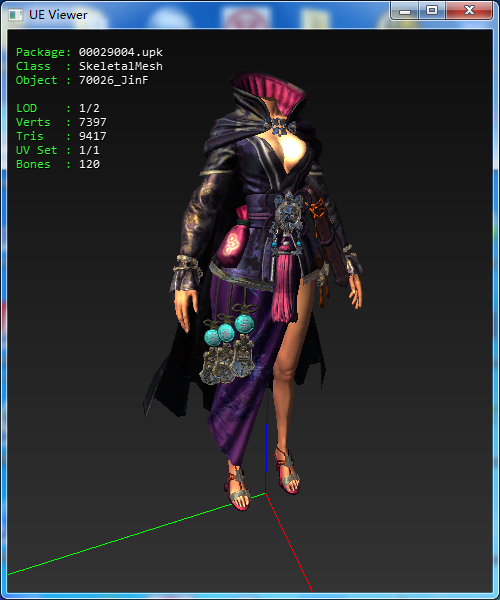 UE Viewer
Package: 00029004.upk
Class : SkeletalMesh
Object : 70026_JinF
LOD : 1/2
Verts : 7397
Tris : 9417
UV Set : 1/1
Bones : 120